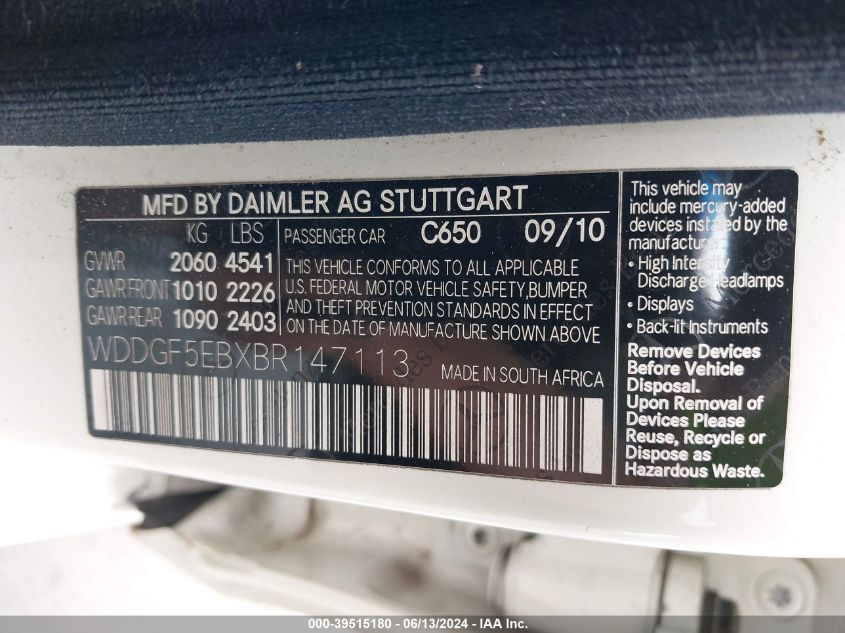 MFD BY DAIMLER AG STUTTGART
KG LBS
GVWR 2060 4541
GAWR FRONT 1010 2226
GAWR REAR 1090 2403
PASSENGER CAR C650 09/10
THIS VEHICLE CONFORMS TO ALL APPLICABLE
U.S. FEDERAL MOTOR VEHICLE SAFETY, BUMPER
AND THEFT PREVENTION STANDARDS IN EFFECT
ON THE DATE OF MANUFACTURE SHOWN ABOVE
WDDGF5EBXBR147113
MADE IN SOUTH AFRICA
This vehicle may
include mercury-added
devices installed by the
manufacturer
• High Intensity
Discharge Headlamps
• Displays
• Back-lit Instruments
Remove Devices
Before Vehicle
Disposal.
Upon Removal of
Devices Please
Reuse, Recycle or
Dispose as
Hazardous Waste.
000-39515180 - 06/13/2024 - IAA Inc.